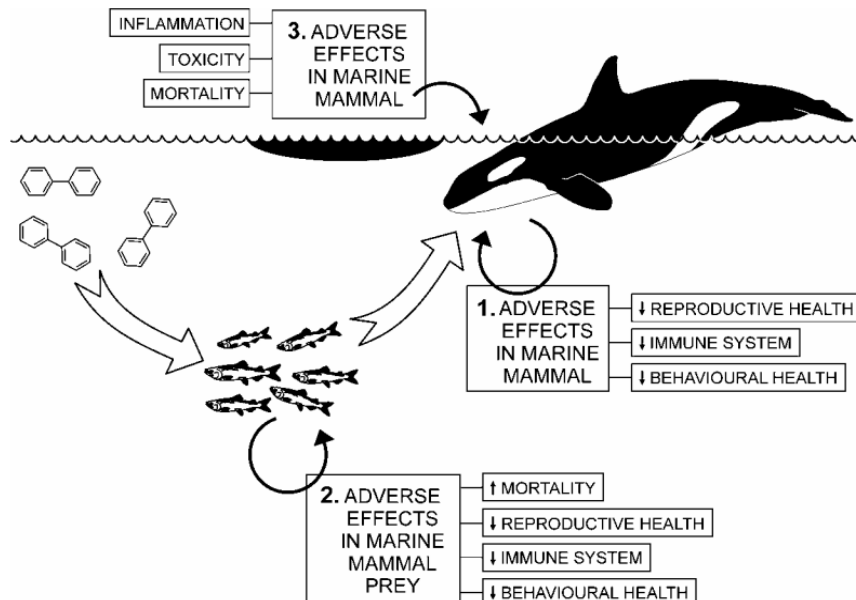 INFLAMMATION
TOXICITY
MORTALITY
3. ADVERSE
EFFECTS
IN MARINE
MAMMAL
1. ADVERSE
EFFECTS
IN MARINE
MAMMAL
↓ REPRODUCTIVE HEALTH
↓ IMMUNE SYSTEM
↓ BEHAVIOURAL HEALTH
2. ADVERSE
EFFECTS
IN MARINE
MAMMAL
PREY
↑ MORTALITY
↓ REPRODUCTIVE HEALTH
↓ IMMUNE SYSTEM
↓ BEHAVIOURAL HEALTH